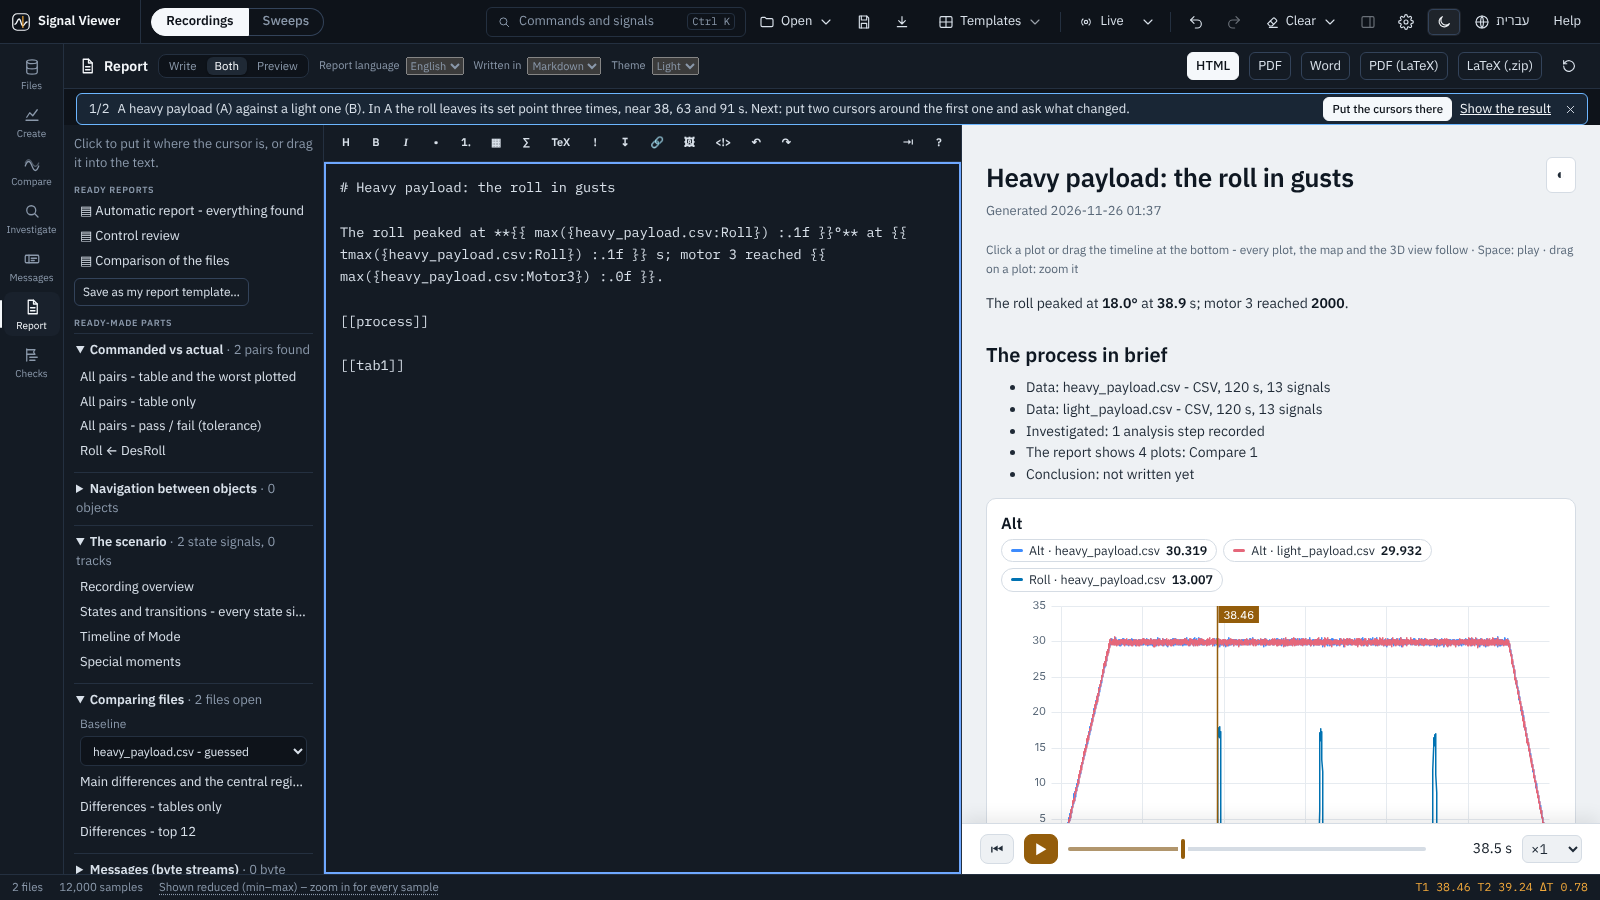 Signal Viewer
Recordings
Sweeps
Commands and signals
Ctrl K
Open
Templates
Live
Clear
עברית
Help
Files
Create
Compare
Investigate
Messages
Report
Checks
Report
Write
Both
Preview
Report language
English
Written in
Markdown
Theme
Light
HTML
PDF
Word
PDF (LaTeX)
LaTeX (.zip)
1/2 A heavy payload (A) against a light one (B). In A the roll leaves its set point three times, near 38, 63 and 91 s. Next: put two cursors around the first one and ask what changed.
Put the cursors there
Show the result
Click to put it where the cursor is, or drag
it into the text.
READY REPORTS
Automatic report - everything found
Control review
Comparison of the files
Save as my report template...
READY-MADE PARTS
Commanded vs actual · 2 pairs found
All pairs - table and the worst plotted
All pairs - table only
All pairs - pass / fail (tolerance)
Roll ← DesRoll
Navigation between objects · 0
objects
The scenario · 2 state signals, 0
tracks
Recording overview
States and transitions - every state si...
Timeline of Mode
Special moments
Comparing files · 2 files open
Baseline
heavy_payload.csv - guessed
Main differences and the central regi...
Differences - tables only
Differences - top 12
Messages (byte streams) · 0 byte
H B I • 1. ▦ Σ TeX ! ↧ 🔗 🖼 </> ↶ ↷ ⇥ ?
# Heavy payload: the roll in gusts
The roll peaked at **{{ max({heavy_payload.csv:Roll}) :.1f }}°** at {{
tmax({heavy_payload.csv:Roll}) :.1f }} s; motor 3 reached {{
max({heavy_payload.csv:Motor3}) :.0f }}.
[[process]]
[[tab1]]
Heavy payload: the roll in gusts
Generated 2026-11-26 01:37
Click a plot or drag the timeline at the bottom - every plot, the map and the 3D view follow · Space: play · drag
on a plot: zoom it
The roll peaked at 18.0° at 38.9 s; motor 3 reached 2000.
The process in brief
• Data: heavy_payload.csv - CSV, 120 s, 13 signals
• Data: light_payload.csv - CSV, 120 s, 13 signals
• Investigated: 1 analysis step recorded
• The report shows 4 plots: Compare 1
• Conclusion: not written yet
Alt
Alt · heavy_payload.csv 30.319
Alt · light_payload.csv 29.932
Roll · heavy_payload.csv 13.007
35
38.46
30
25
20
15
10
5
38.5 s
×1
2 files
12,000 samples
Shown reduced (min–max) – zoom in for every sample
T1 38.46 T2 39.24 ΔT 0.78